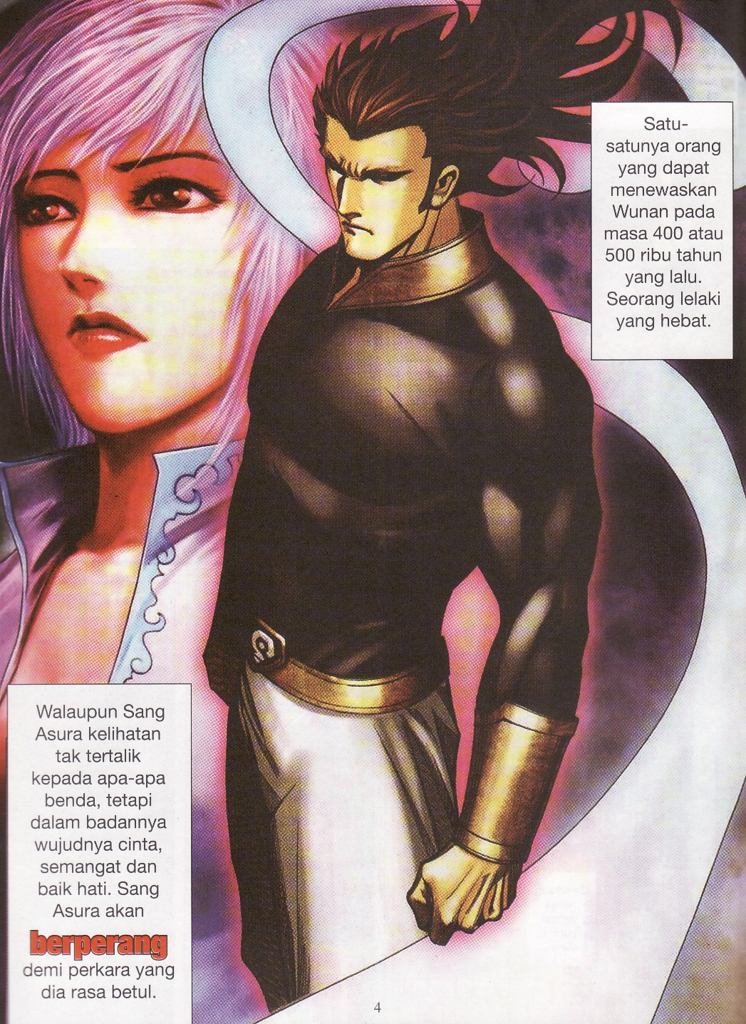 Satu-
satunya orang
yang dapat
menewaskan
Wunan pada
masa 400 atau
500 ribu tahun
yang lalu.
Seorang lelaki
yang hebat.
Walaupun Sang
Asura kelihatan
tak tertalik
kepada apa-apa
benda, tetapi
dalam badannya
wujudnya cinta,
semangat dan
baik hati. Sang
Asura akan
berperang
demi perkara yang
dia rasa betul.
4